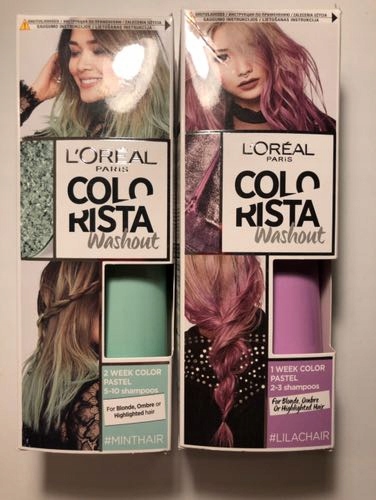 L'ORÉAL
PARIS
COLO
RISTA
Washout
2 WEEK COLOR
PASTEL
5-10 shampoos
For Blonde, Ombre or
Highlighted hair
#MINTHAIR
L'ORÉAL
PARIS
COLO
RISTA
Washout
1 WEEK COLOR
PASTEL
2-3 shampoos
For Blonde, Ombre
Or Highlighted Hair
#LILACHAIR